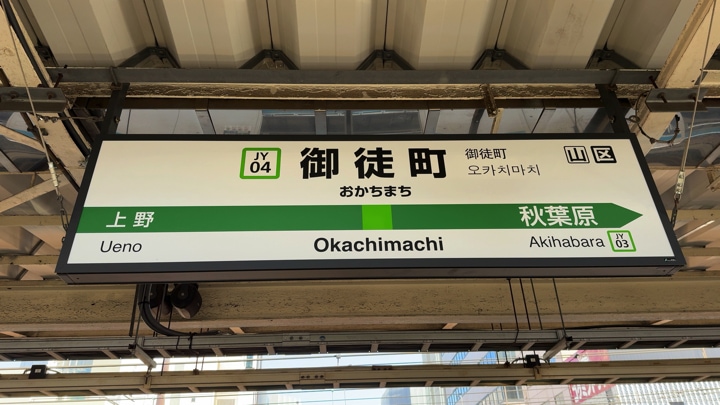 JY
04
御徒町
おかちまち
御徒町
오카치마치
山 区
上野
秋葉原
Ueno
Okachimachi
Akihabara
JY
03